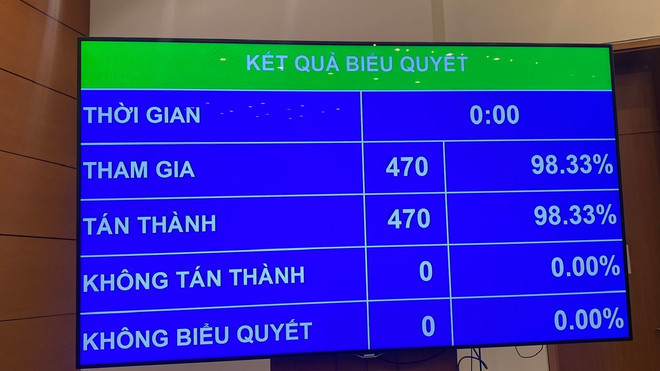 KẾT QUẢ BIỂU QUYẾT
THỜI GIAN 0:00
THAM GIA 470 98.33%
TÁN THÀNH 470 98.33%
KHÔNG TÁN THÀNH 0 0.00%
KHÔNG BIỂU QUYẾT 0 0.00%